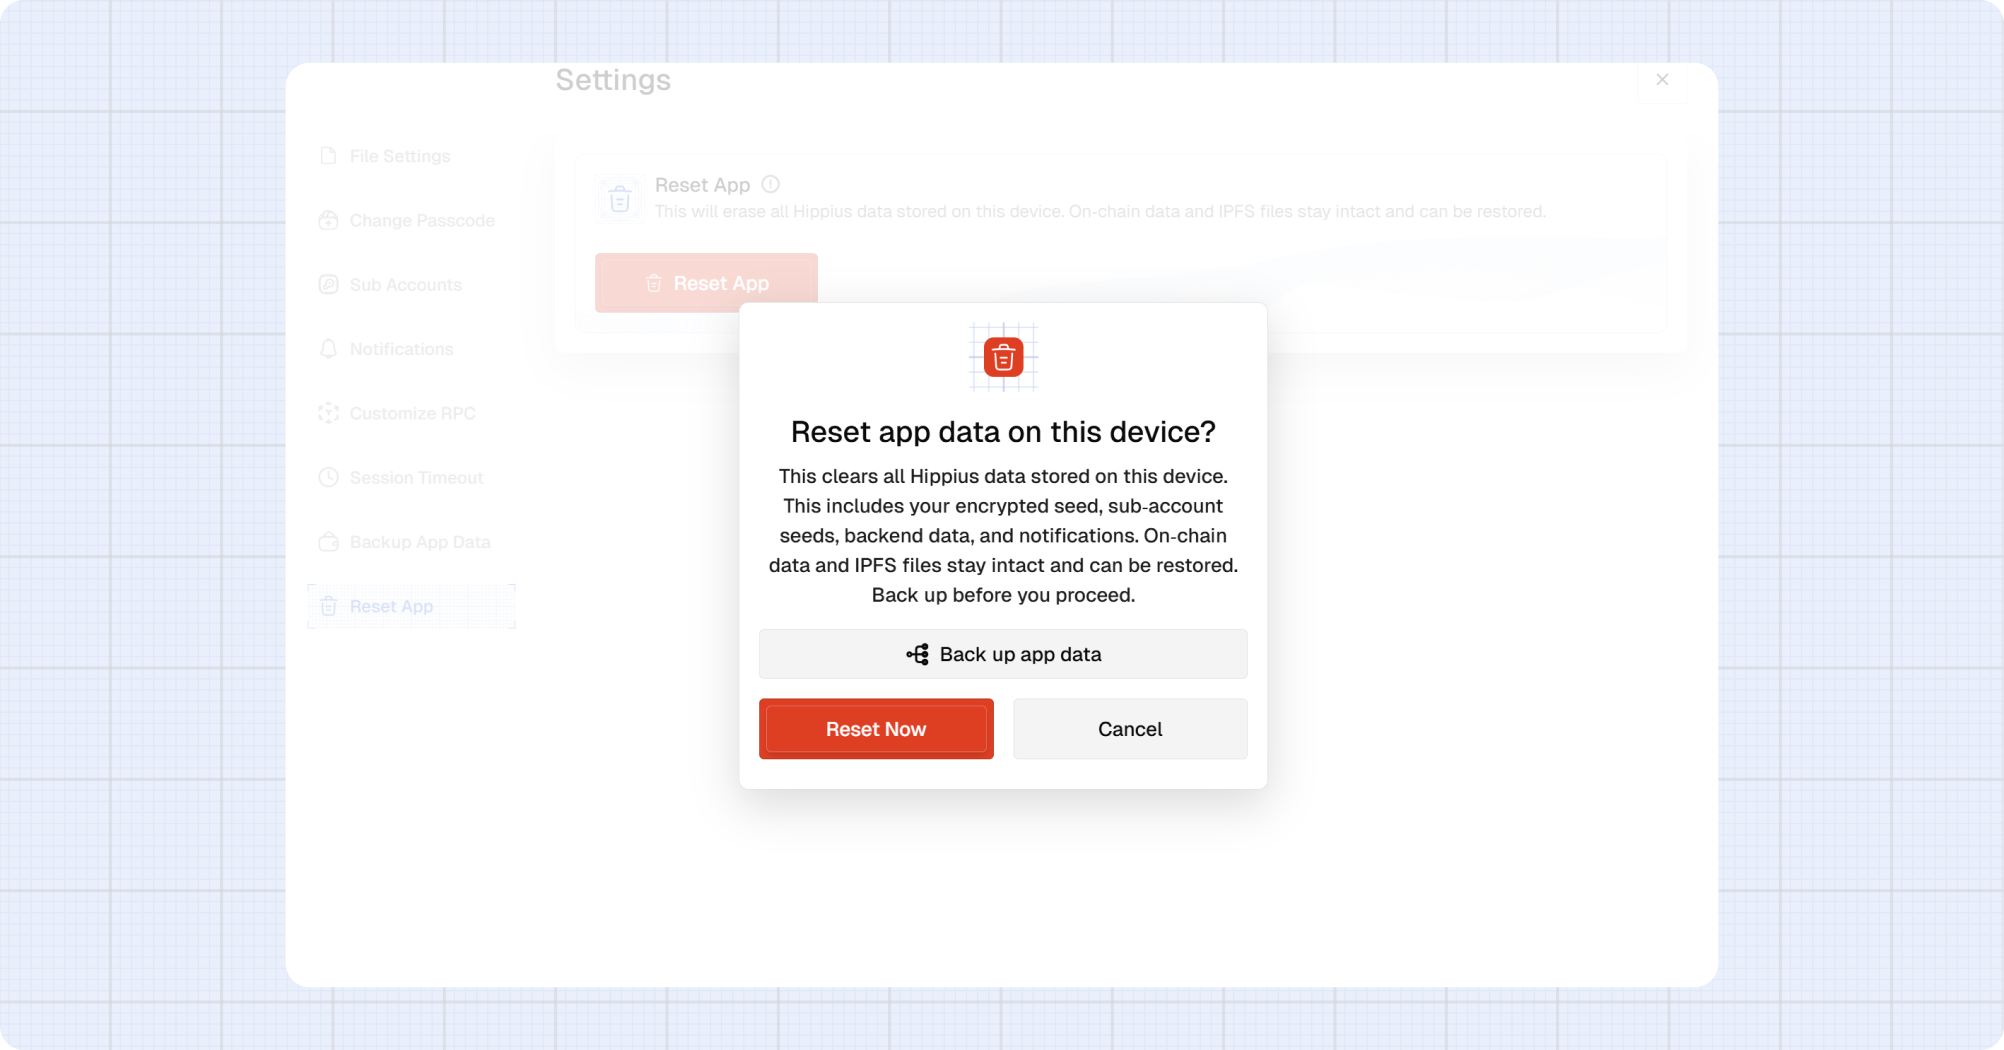 Settings
File Settings
Change Passcode
Sub Accounts
Notifications
Customize RPC
Session Timeout
Backup App Data
Reset App
Reset App
This will erase all Hippius data stored on this device. On-chain data and IPFS files stay intact and can be restored.
Reset App
Reset app data on this device?
This clears all Hippius data stored on this device.
This includes your encrypted seed, sub-account
seeds, backend data, and notifications. On-chain
data and IPFS files stay intact and can be restored.
Back up before you proceed.
Back up app data
Reset Now
Cancel